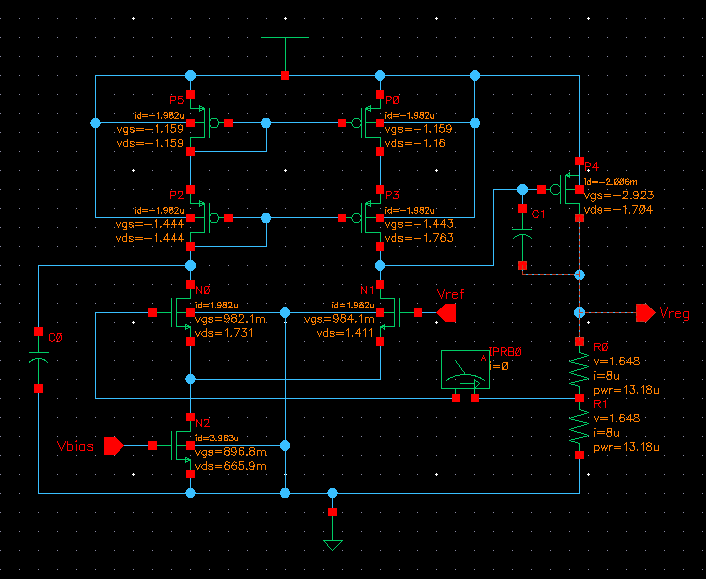 P5
id=-1.982u
vgs=-1.159
vds=-1.159
P0
id=-1.982u
vgs=-1.159
vds=-1.16
P2
id=-1.982u
vgs=-1.444
vds=-1.444
P3
id=-1.982u
vgs=-1.443
vds=-1.763
P4
id=-2.006m
vgs=-2.923
vds=-1.704
C1
N0
id=1.982u
vgs=982.1m
vds=1.731
N1
id=1.982u
vgs=984.1m
vds=1.411
Vref
Vreg
C0
IPRB0
i=0
A
R0
v=1.648
i=8u
pwr=13.18u
R1
v=1.648
i=8u
pwr=13.18u
Vbias
N2
id=3.963u
vgs=896.8m
vds=665.9m